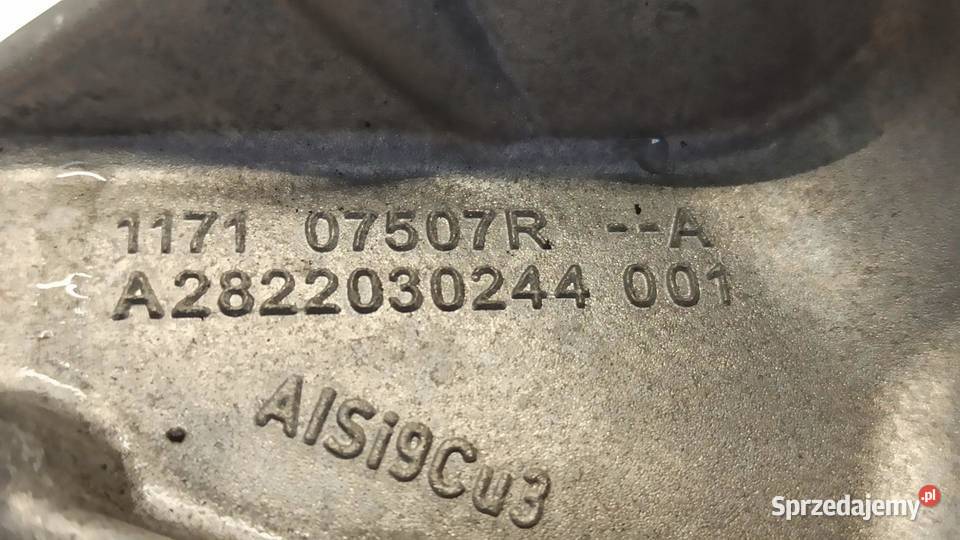 1171 07507R --A
A2822030244 001
AlSi9Cu3
Sprzedajemy.pl